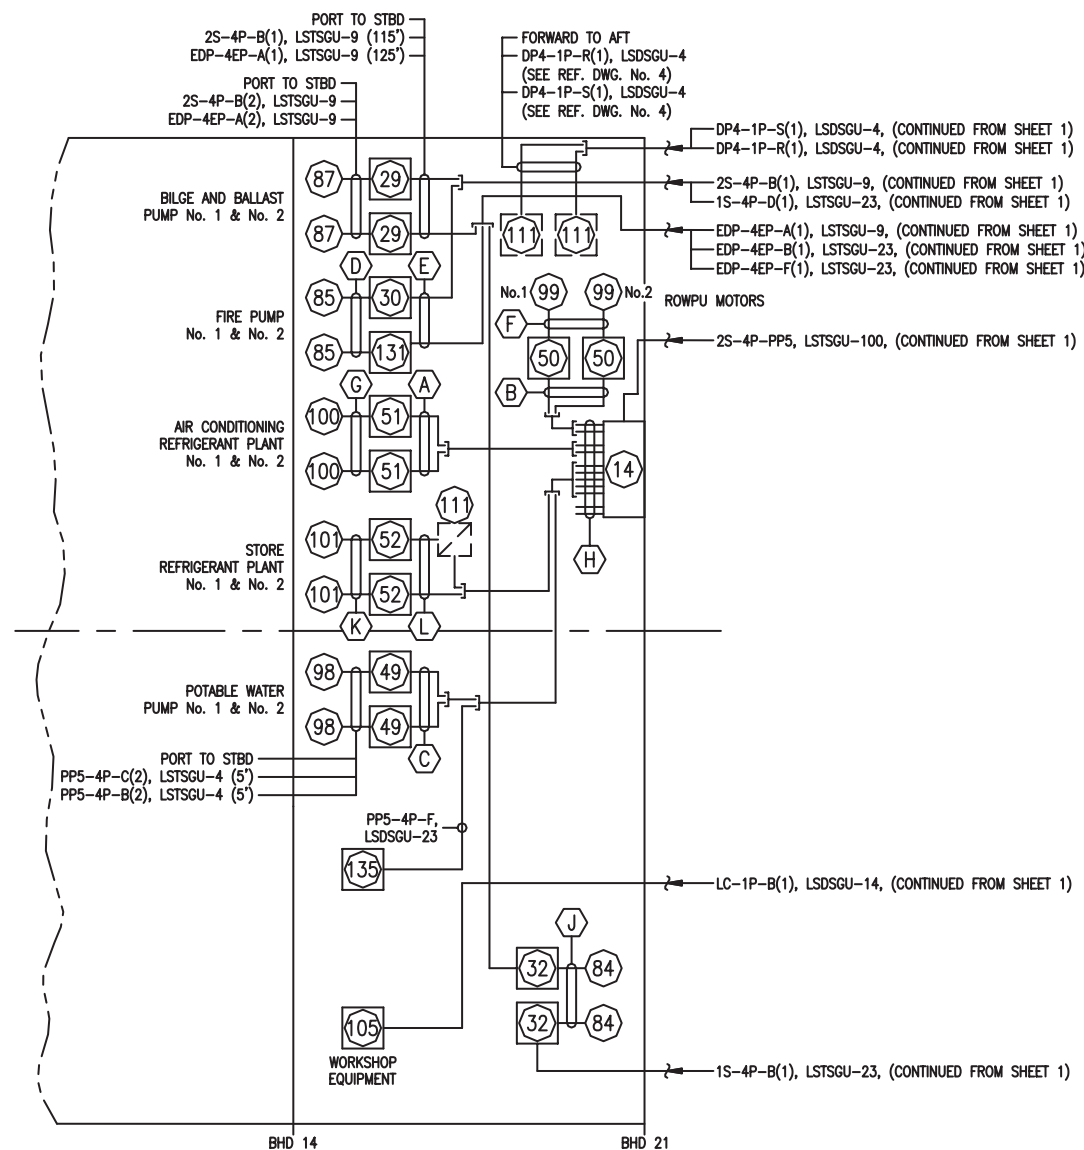 PORT TO STBD
2S-4P-B(1), LSTSGU-9 (115')
EDP-4EP-A(1), LSTSGU-9 (125')
PORT TO STBD
2S-4P-B(2), LSTSGU-9
EDP-4EP-A(2), LSTSGU-9
FORWARD TO AFT
DP4-1P-R(1), LSDSGU-4
(SEE REF. DWG. No. 4)
DP4-1P-S(1), LSDSGU-4
(SEE REF. DWG. No. 4)
DP4-1P-S(1), LSDSGU-4, (CONTINUED FROM SHEET 1)
DP4-1P-R(1), LSDSGU-4, (CONTINUED FROM SHEET 1)
2S-4P-B(1), LSTSGU-9, (CONTINUED FROM SHEET 1)
1S-4P-D(1), LSTSGU-23, (CONTINUED FROM SHEET 1)
EDP-4EP-A(1), LSTSGU-9, (CONTINUED FROM SHEET 1)
EDP-4EP-B(1), LSTSGU-23, (CONTINUED FROM SHEET 1)
EDP-4EP-F(1), LSTSGU-23, (CONTINUED FROM SHEET 1)
BILGE AND BALLAST
PUMP No. 1 & No. 2
87
29
87
29
111
111
D
E
FIRE PUMP
No. 1 & No. 2
85
30
85
131
No.1
99
99
No.2
ROWPU MOTORS
F
50
50
B
2S-4P-PP5, LSTSGU-100, (CONTINUED FROM SHEET 1)
G
A
AIR CONDITIONING
REFRIGERANT PLANT
No. 1 & No. 2
100
51
100
51
14
H
111
STORE
REFRIGERANT PLANT
No. 1 & No. 2
101
52
101
52
K
L
POTABLE WATER
PUMP No. 1 & No. 2
98
49
98
49
C
PORT TO STBD
PP5-4P-C(2), LSTSGU-4 (5')
PP5-4P-B(2), LSTSGU-4 (5')
PP5-4P-F,
LSDSGU-23
135
LC-1P-B(1), LSDSGU-14, (CONTINUED FROM SHEET 1)
J
32
84
32
84
105
WORKSHOP
EQUIPMENT
1S-4P-B(1), LSTSGU-23, (CONTINUED FROM SHEET 1)
BHD 14
BHD 21